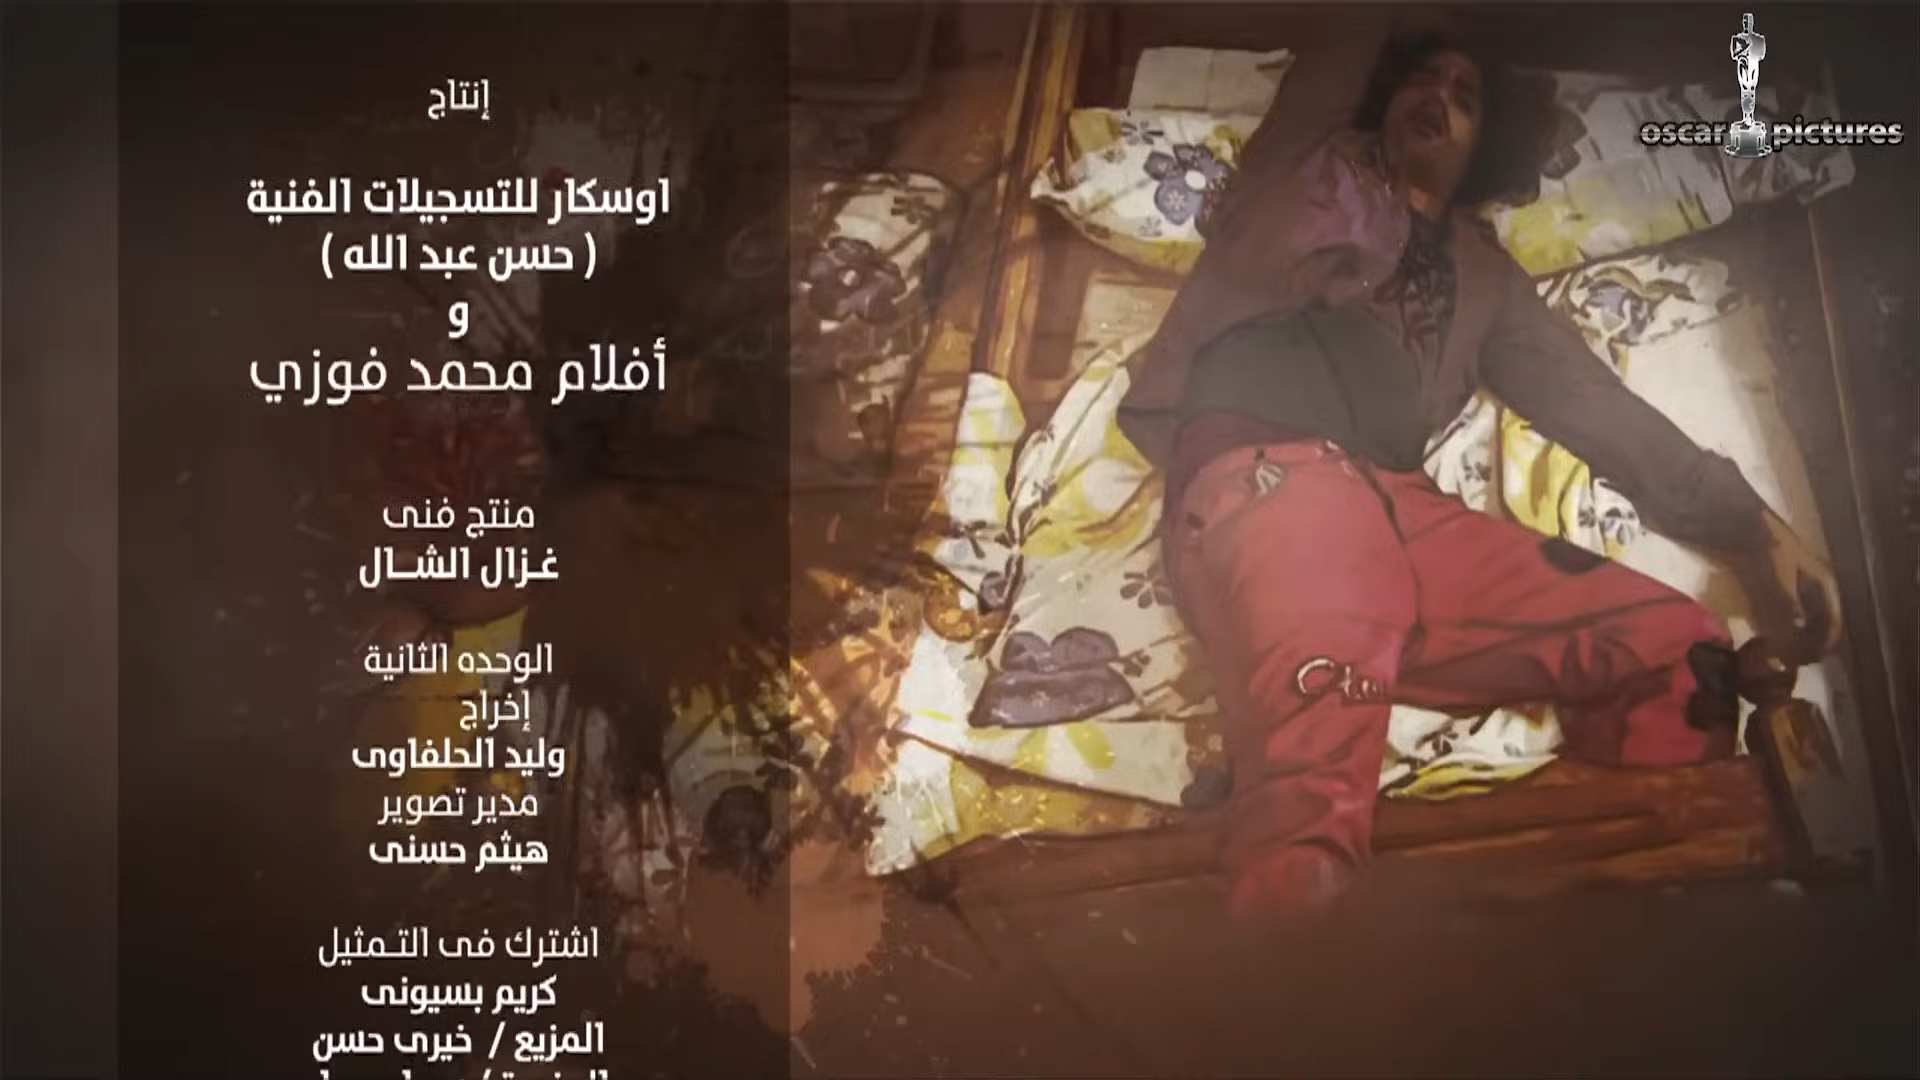 إنتاج
اوسكار للتسجيلات الفنية
( حسن عبد الله )
و
أفلام محمد فوزي
منتج فنى
غـزال الشـال
الوحده الثانية
إخراج
وليد الحلفاوى
مدير تصوير
هيثم حسنى
اشترك فى التـمثيل
كريم بسيونى
المزيع / خيرى حسن
oscar pictures